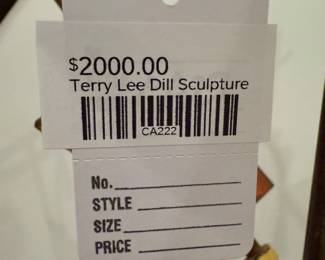 $2000.00
Terry Lee Dill Sculpture
CA222
No.
STYLE
SIZE
PRICE